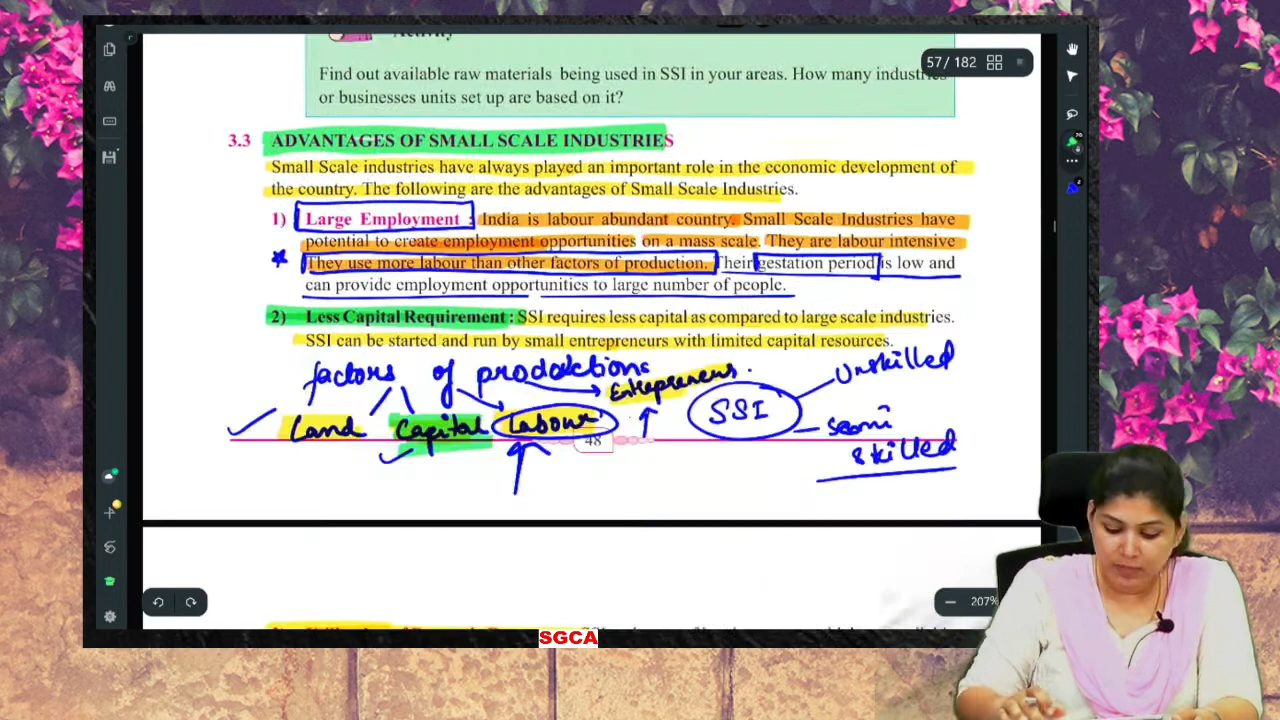 Activity
57 / 182
Find out available raw materials being used in SSI in your areas. How many industries
or businesses units set up are based on it?
3.3 ADVANTAGES OF SMALL SCALE INDUSTRIES
Small Scale industries have always played an important role in the economic development of
the country. The following are the advantages of Small Scale Industries.
1) Large Employment : India is labour abundant country. Small Scale Industries have
potential to create employment opportunities on a mass scale. They are labour intensive
They use more labour than other factors of production. Their gestation period is low and
can provide employment opportunities to large number of people.
2) Less Capital Requirement : SSI requires less capital as compared to large scale industries.
SSI can be started and run by small entrepreneurs with limited capital resources.
factors of prodductions
Entrepreneurs.
Unskilled
SSI
Land Capital Labour
semi
skilled
48
207%
SGCA